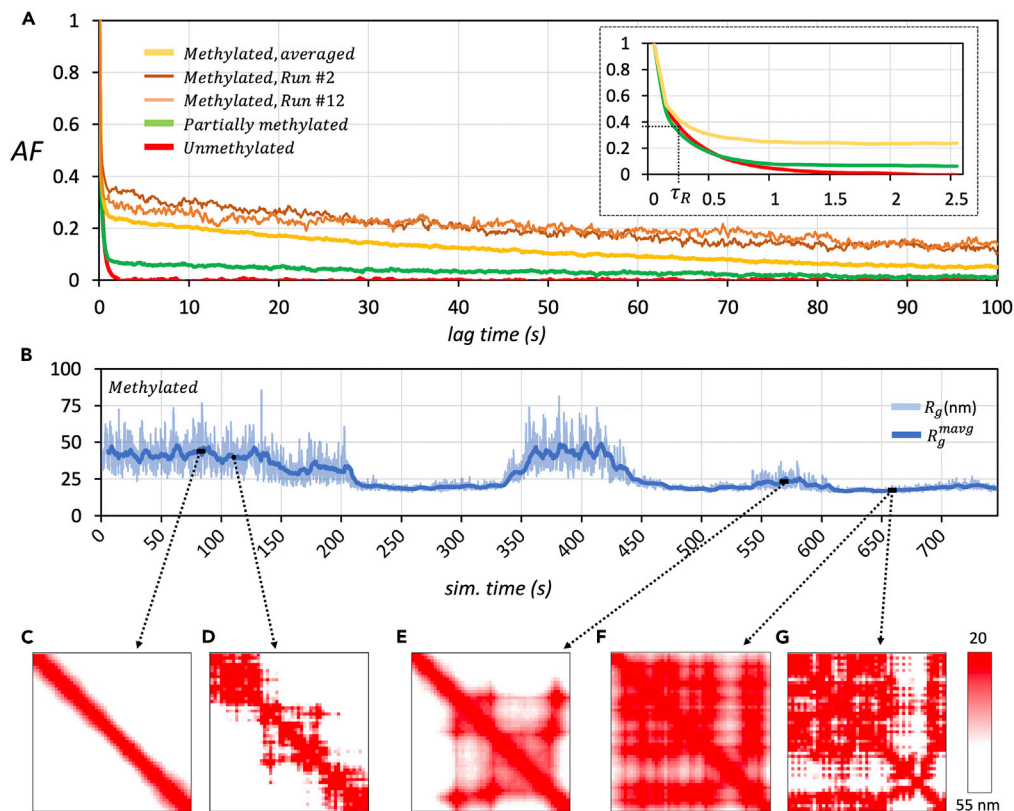 A
AF
1
0.8
0.6
0.4
0.2
0
Methylated, averaged
Methylated, Run #2
Methylated, Run #12
Partially methylated
Unmethylated
1
0.8
0.6
0.4
0.2
0
0 τR 0.5 1 1.5 2 2.5
0 10 20 30 40 50 60 70 80 90 100
lag time (s)
B
100
75
50
25
0
Methylated
Rg(nm)
Rg^mavg
0 50 100 150 200 250 300 350 400 450 500 550 600 650 700
sim. time (s)
C D E F G
20
55 nm